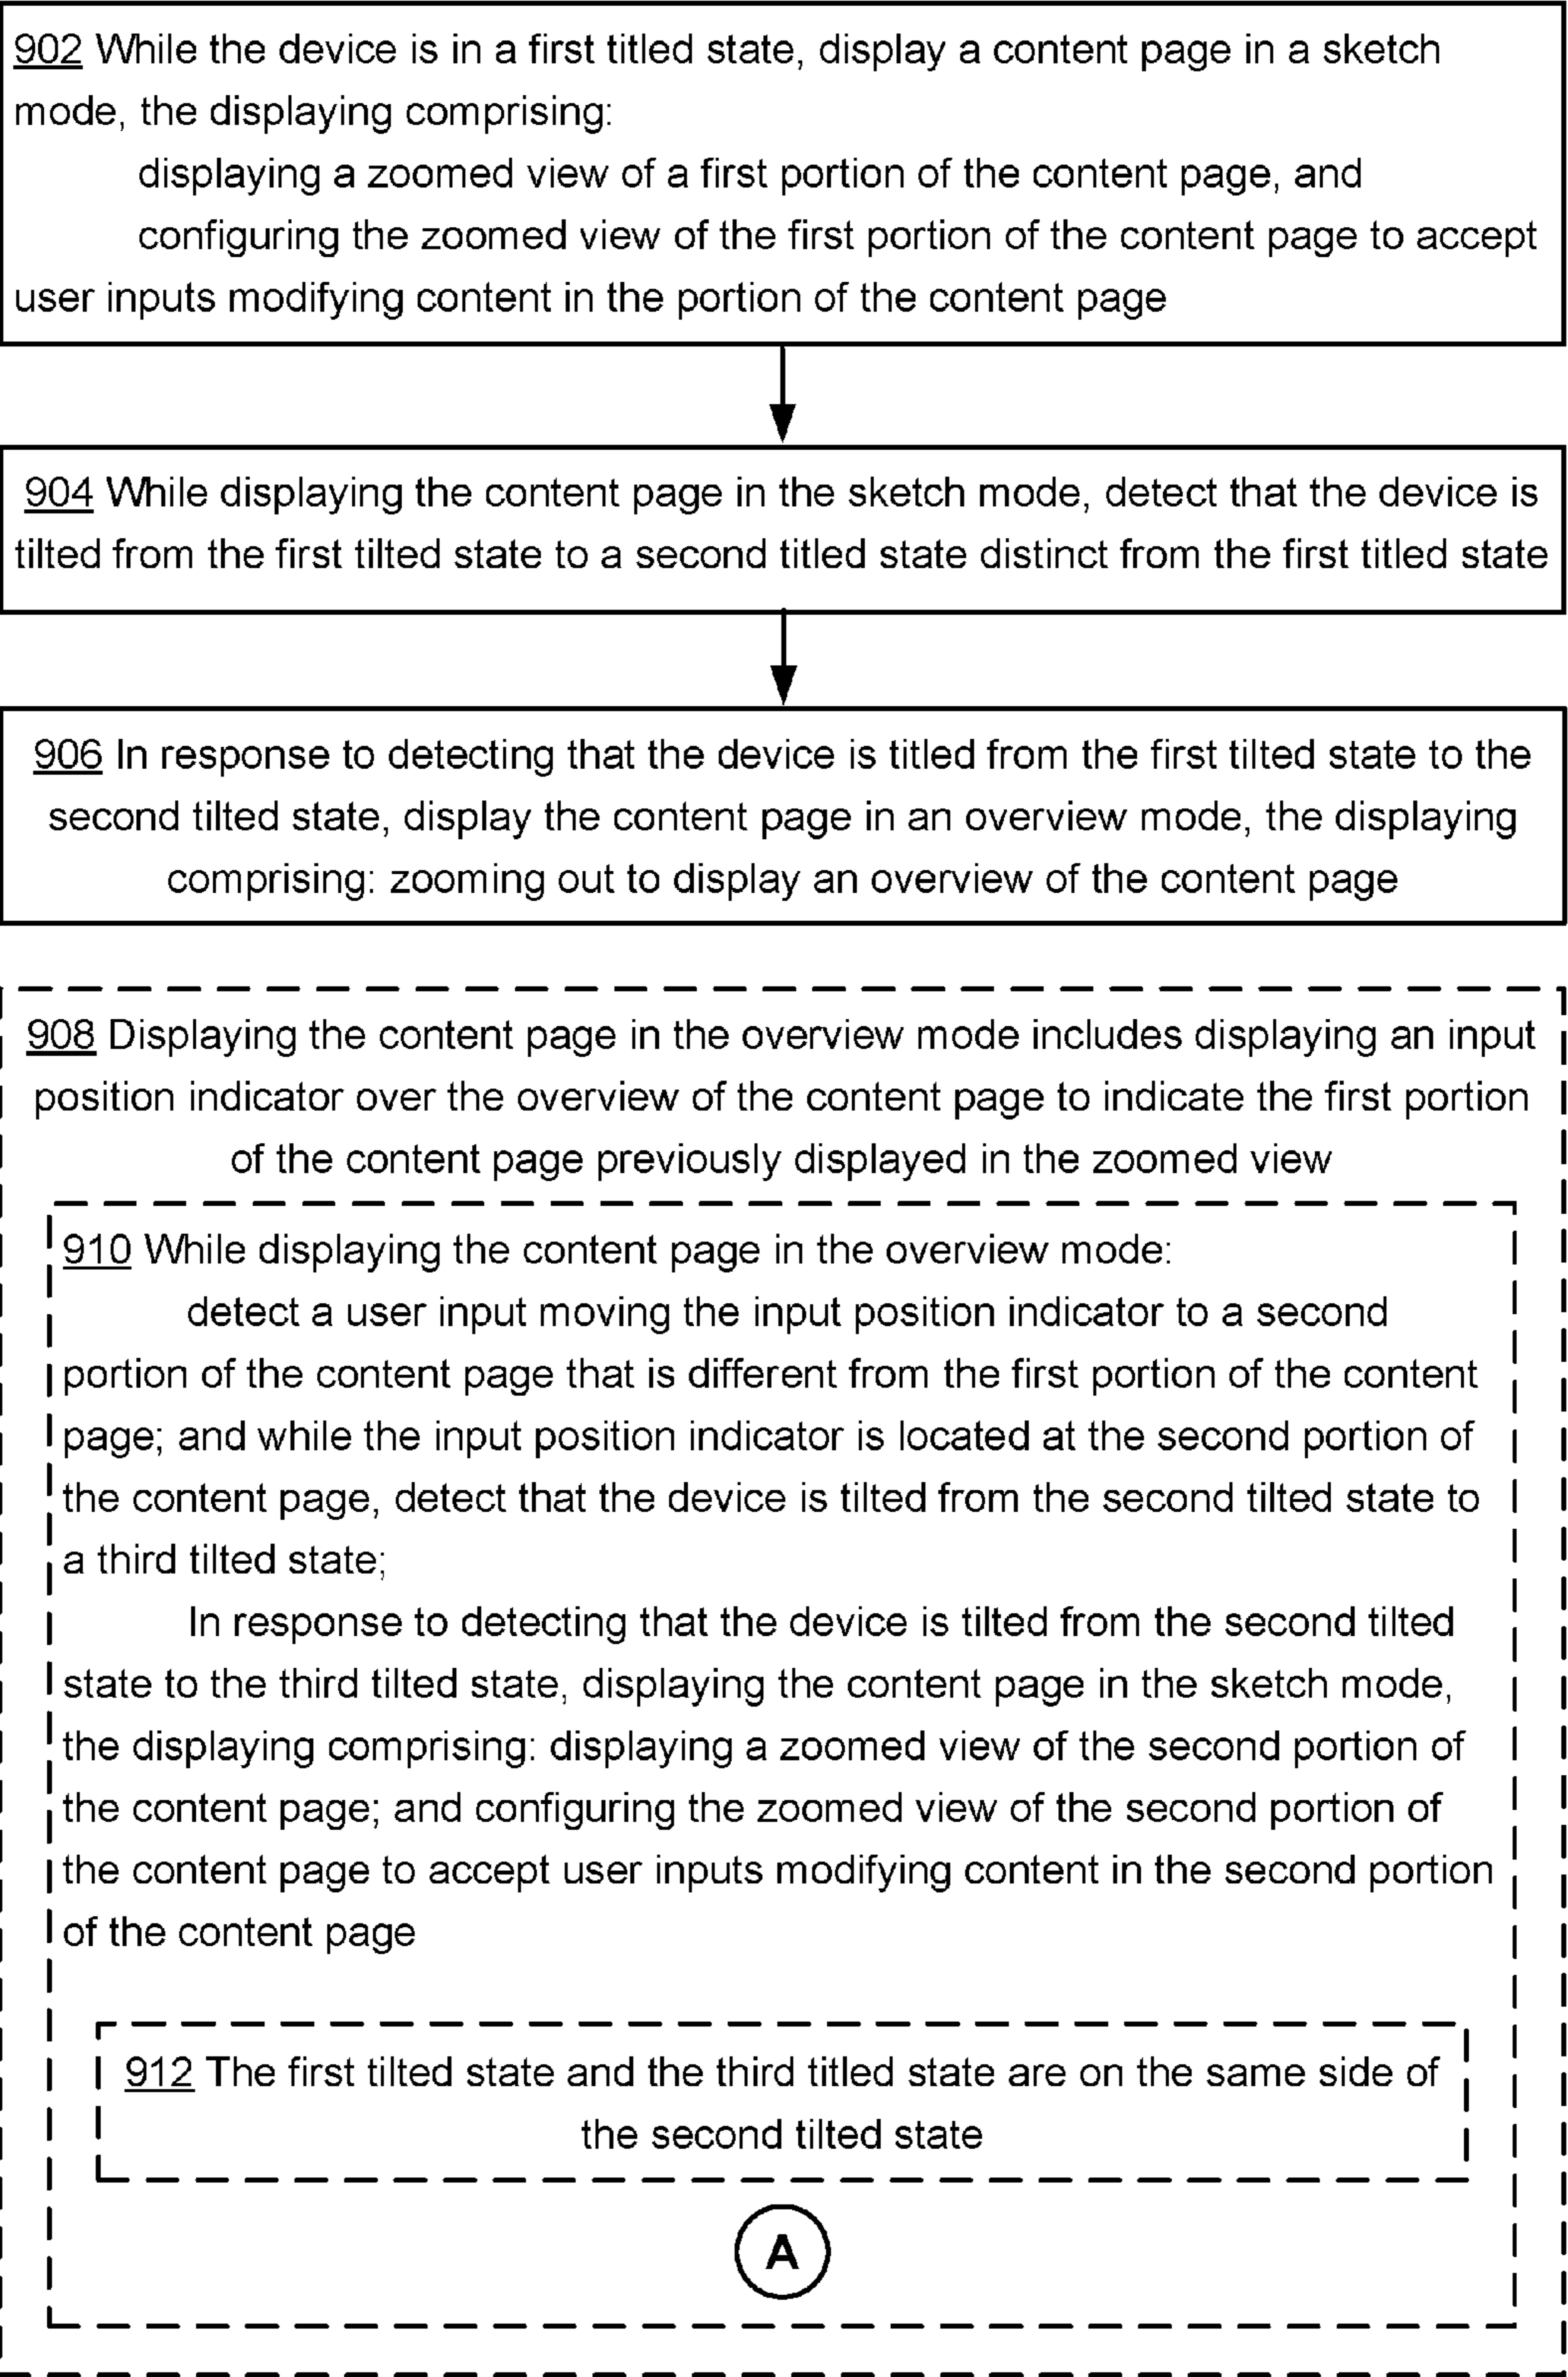 902 While the device is in a first titled state, display a content page in a sketch
mode, the displaying comprising:
displaying a zoomed view of a first portion of the content page, and
configuring the zoomed view of the first portion of the content page to accept
user inputs modifying content in the portion of the content page
904 While displaying the content page in the sketch mode, detect that the device is
tilted from the first tilted state to a second titled state distinct from the first titled state
906 In response to detecting that the device is titled from the first tilted state to the
second tilted state, display the content page in an overview mode, the displaying
comprising: zooming out to display an overview of the content page
908 Displaying the content page in the overview mode includes displaying an input
position indicator over the overview of the content page to indicate the first portion
of the content page previously displayed in the zoomed view
910 While displaying the content page in the overview mode:
detect a user input moving the input position indicator to a second
portion of the content page that is different from the first portion of the content
page; and while the input position indicator is located at the second portion of
the content page, detect that the device is tilted from the second tilted state to
a third tilted state;
In response to detecting that the device is tilted from the second tilted
state to the third tilted state, displaying the content page in the sketch mode,
the displaying comprising: displaying a zoomed view of the second portion of
the content page; and configuring the zoomed view of the second portion of
the content page to accept user inputs modifying content in the second portion
of the content page
912 The first tilted state and the third titled state are on the same side of
the second tilted state
A